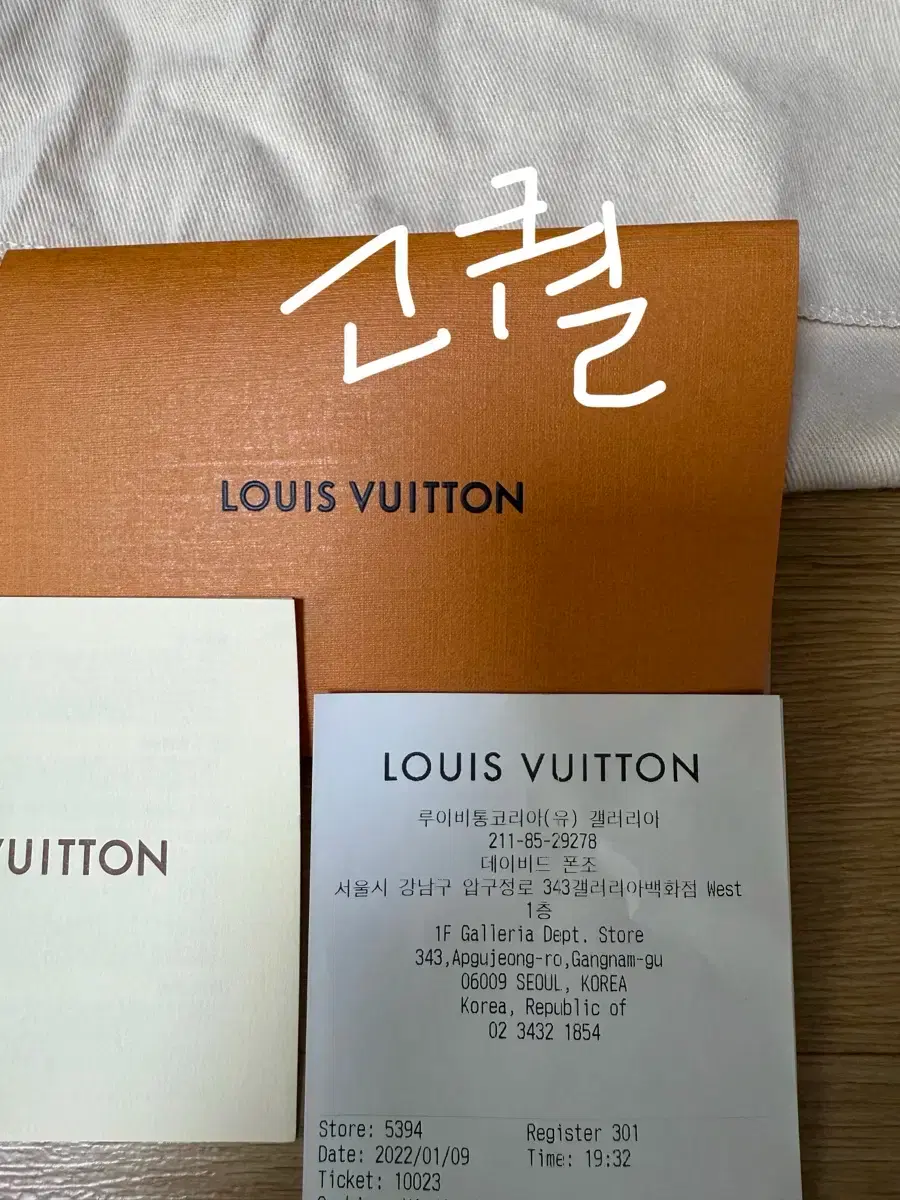 고퀄
LOUIS VUITTON
VUITTON
LOUIS VUITTON
루이비통코리아(유) 갤러리아
211-85-29278
데이비드 폰조
서울시 강남구 압구정로 343갤러리아백화점 West
1층
1F Galleria Dept. Store
343,Apgujeong-ro,Gangnam-gu
06009 SEOUL, KOREA
Korea, Republic of
02 3432 1854
Store: 5394 Register 301
Date: 2022/01/09 Time: 19:32
Ticket: 10023